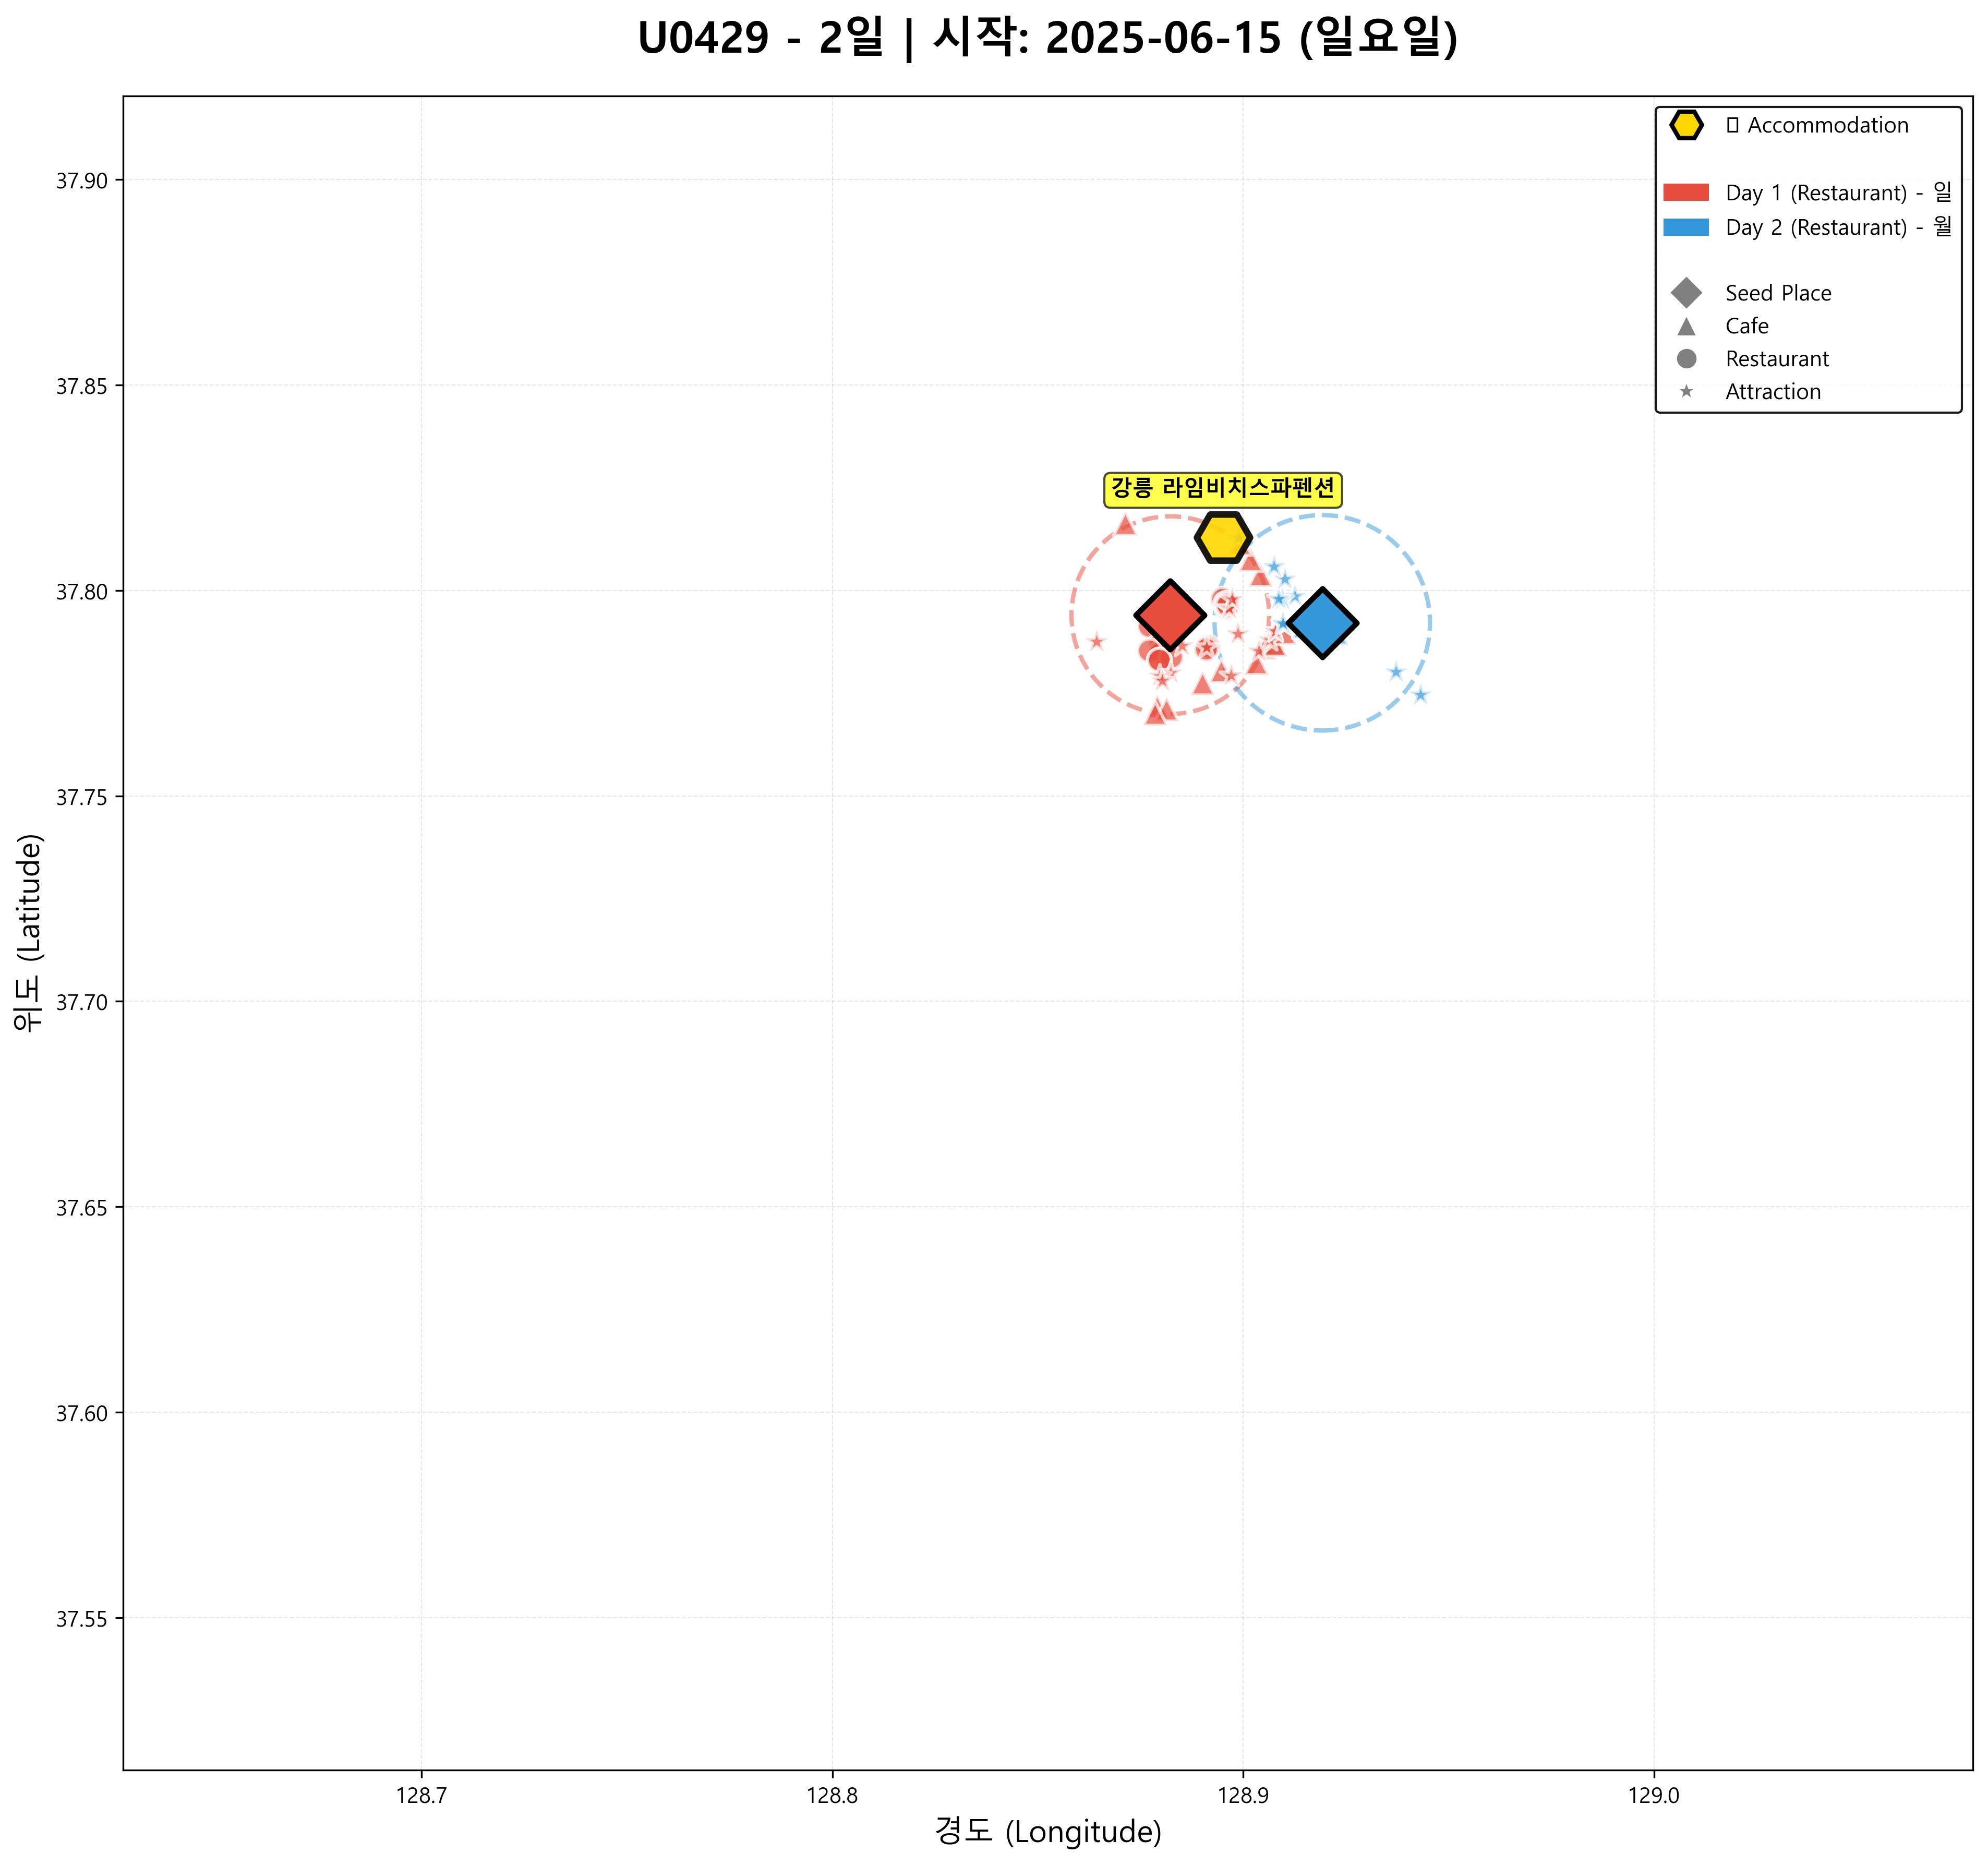 U0429 - 2일 | 시작: 2025-06-15 (일요일)
Accommodation
Day 1 (Restaurant) - 일
Day 2 (Restaurant) - 월
Seed Place
Cafe
Restaurant
Attraction
강릉 라임비치스파펜션
37.90
37.85
37.80
37.75
37.70
37.65
37.60
37.55
위도 (Latitude)
128.7 128.8 128.9 129.0
경도 (Longitude)